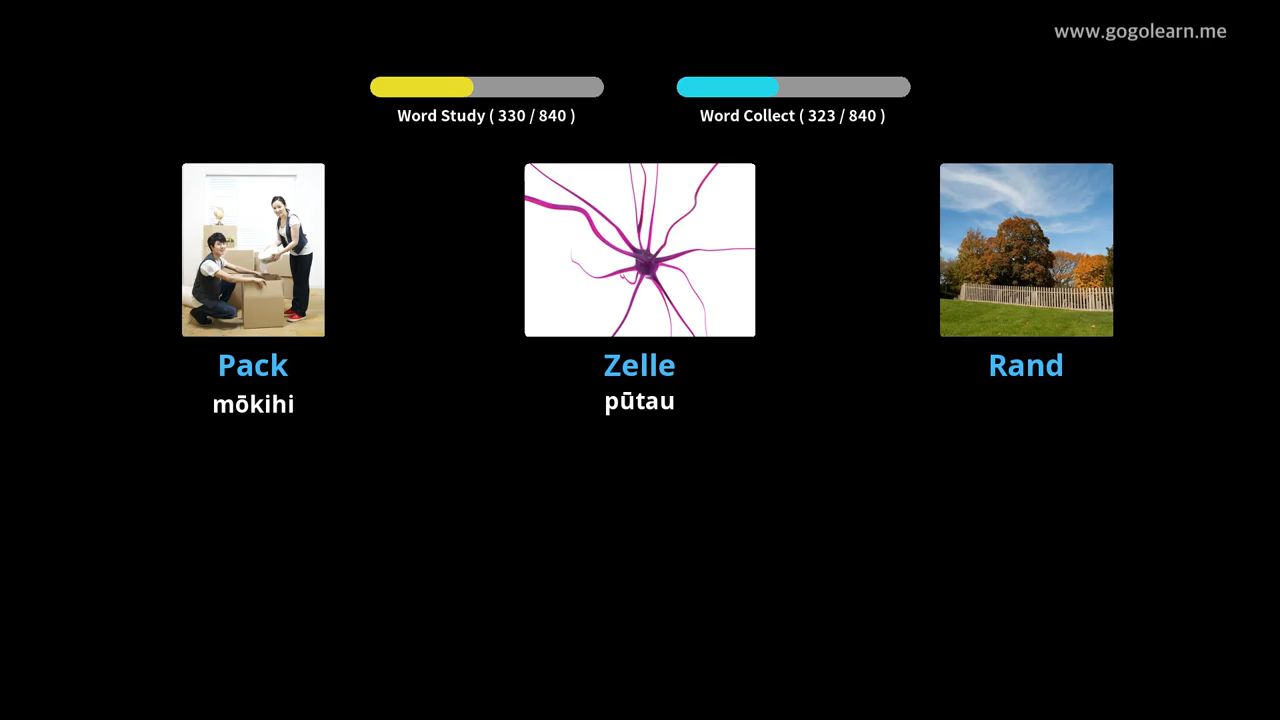 www.gogolearn.me
Word Study ( 330 / 840 )
Word Collect ( 323 / 840 )
Pack
mōkihi
Zelle
pūtau
Rand